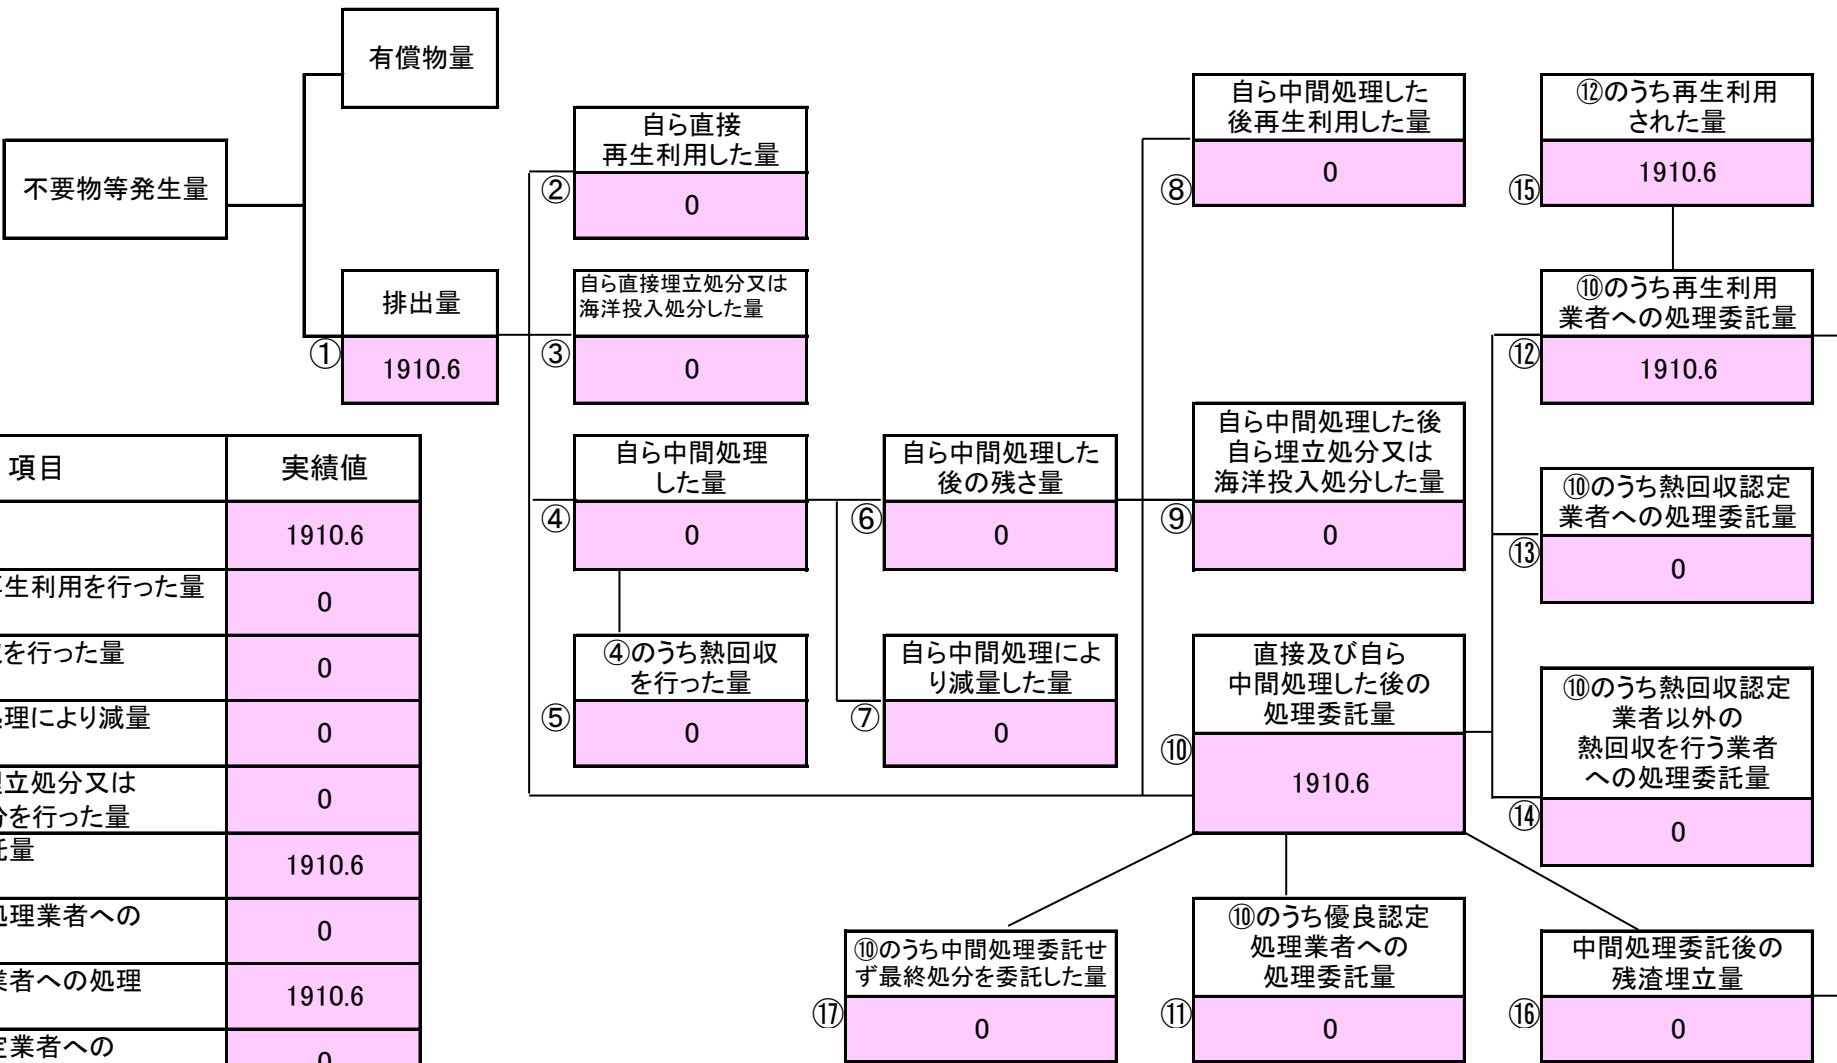 有償物量
不要物等発生量
排出量
①
1910.6
自ら直接
再生利用した量
②
0
自ら直接埋立処分又は
海洋投入処分した量
③
0
自ら中間処理
した量
④
0
④のうち熱回収
を行った量
⑤
0
自ら中間処理した
後の残さ量
⑥
0
自ら中間処理によ
り減量した量
⑦
0
自ら中間処理した
後再生利用した量
⑧
0
自ら中間処理した後
自ら埋立処分又は
海洋投入処分した量
⑨
0
直接及び自ら
中間処理した後の
処理委託量
⑩
1910.6
⑩のうち優良認定
処理業者への
処理委託量
⑪
0
⑫のうち再生利用
された量
⑮
1910.6
⑩のうち再生利用
業者への処理委託量
⑫
1910.6
⑩のうち熱回収認定
業者への処理委託量
⑬
0
⑩のうち熱回収認定
業者以外の
熱回収を行う業者
への処理委託量
⑭
0
中間処理委託後の
残渣埋立量
⑯
0
⑩のうち中間処理委託せ
ず最終処分を委託した量
⑰
0
項目 実績値
1910.6
生利用を行った量
0
を行った量
0
理により減量
0
立処分又は
を行った量
0
量
1910.6
処理業者への
0
業者への処理
1910.6
業者への
0